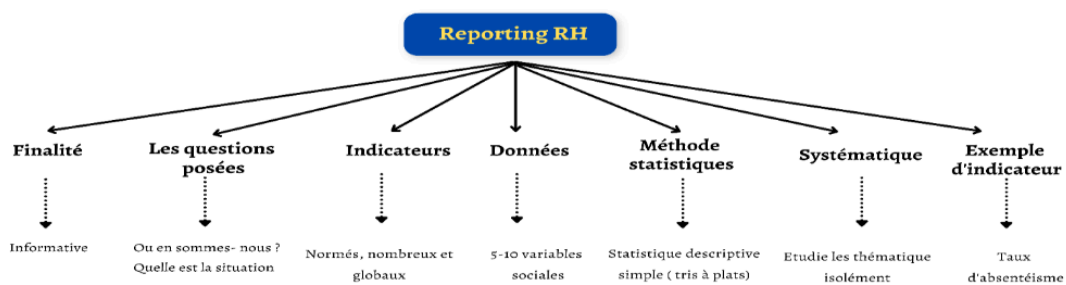 Reporting RH
Finalité
Les questions
posées
Indicateurs
Données
Méthode
statistiques
Systématique
Exemple
d'indicateur
Informative
Ou en sommes- nous ?
Quelle est la situation
Normés, nombreux et
globaux
5-10 variables
sociales
Statistique descriptive
simple ( tris à plats)
Etudie les thématique
isolément
Taux
d'absentéisme